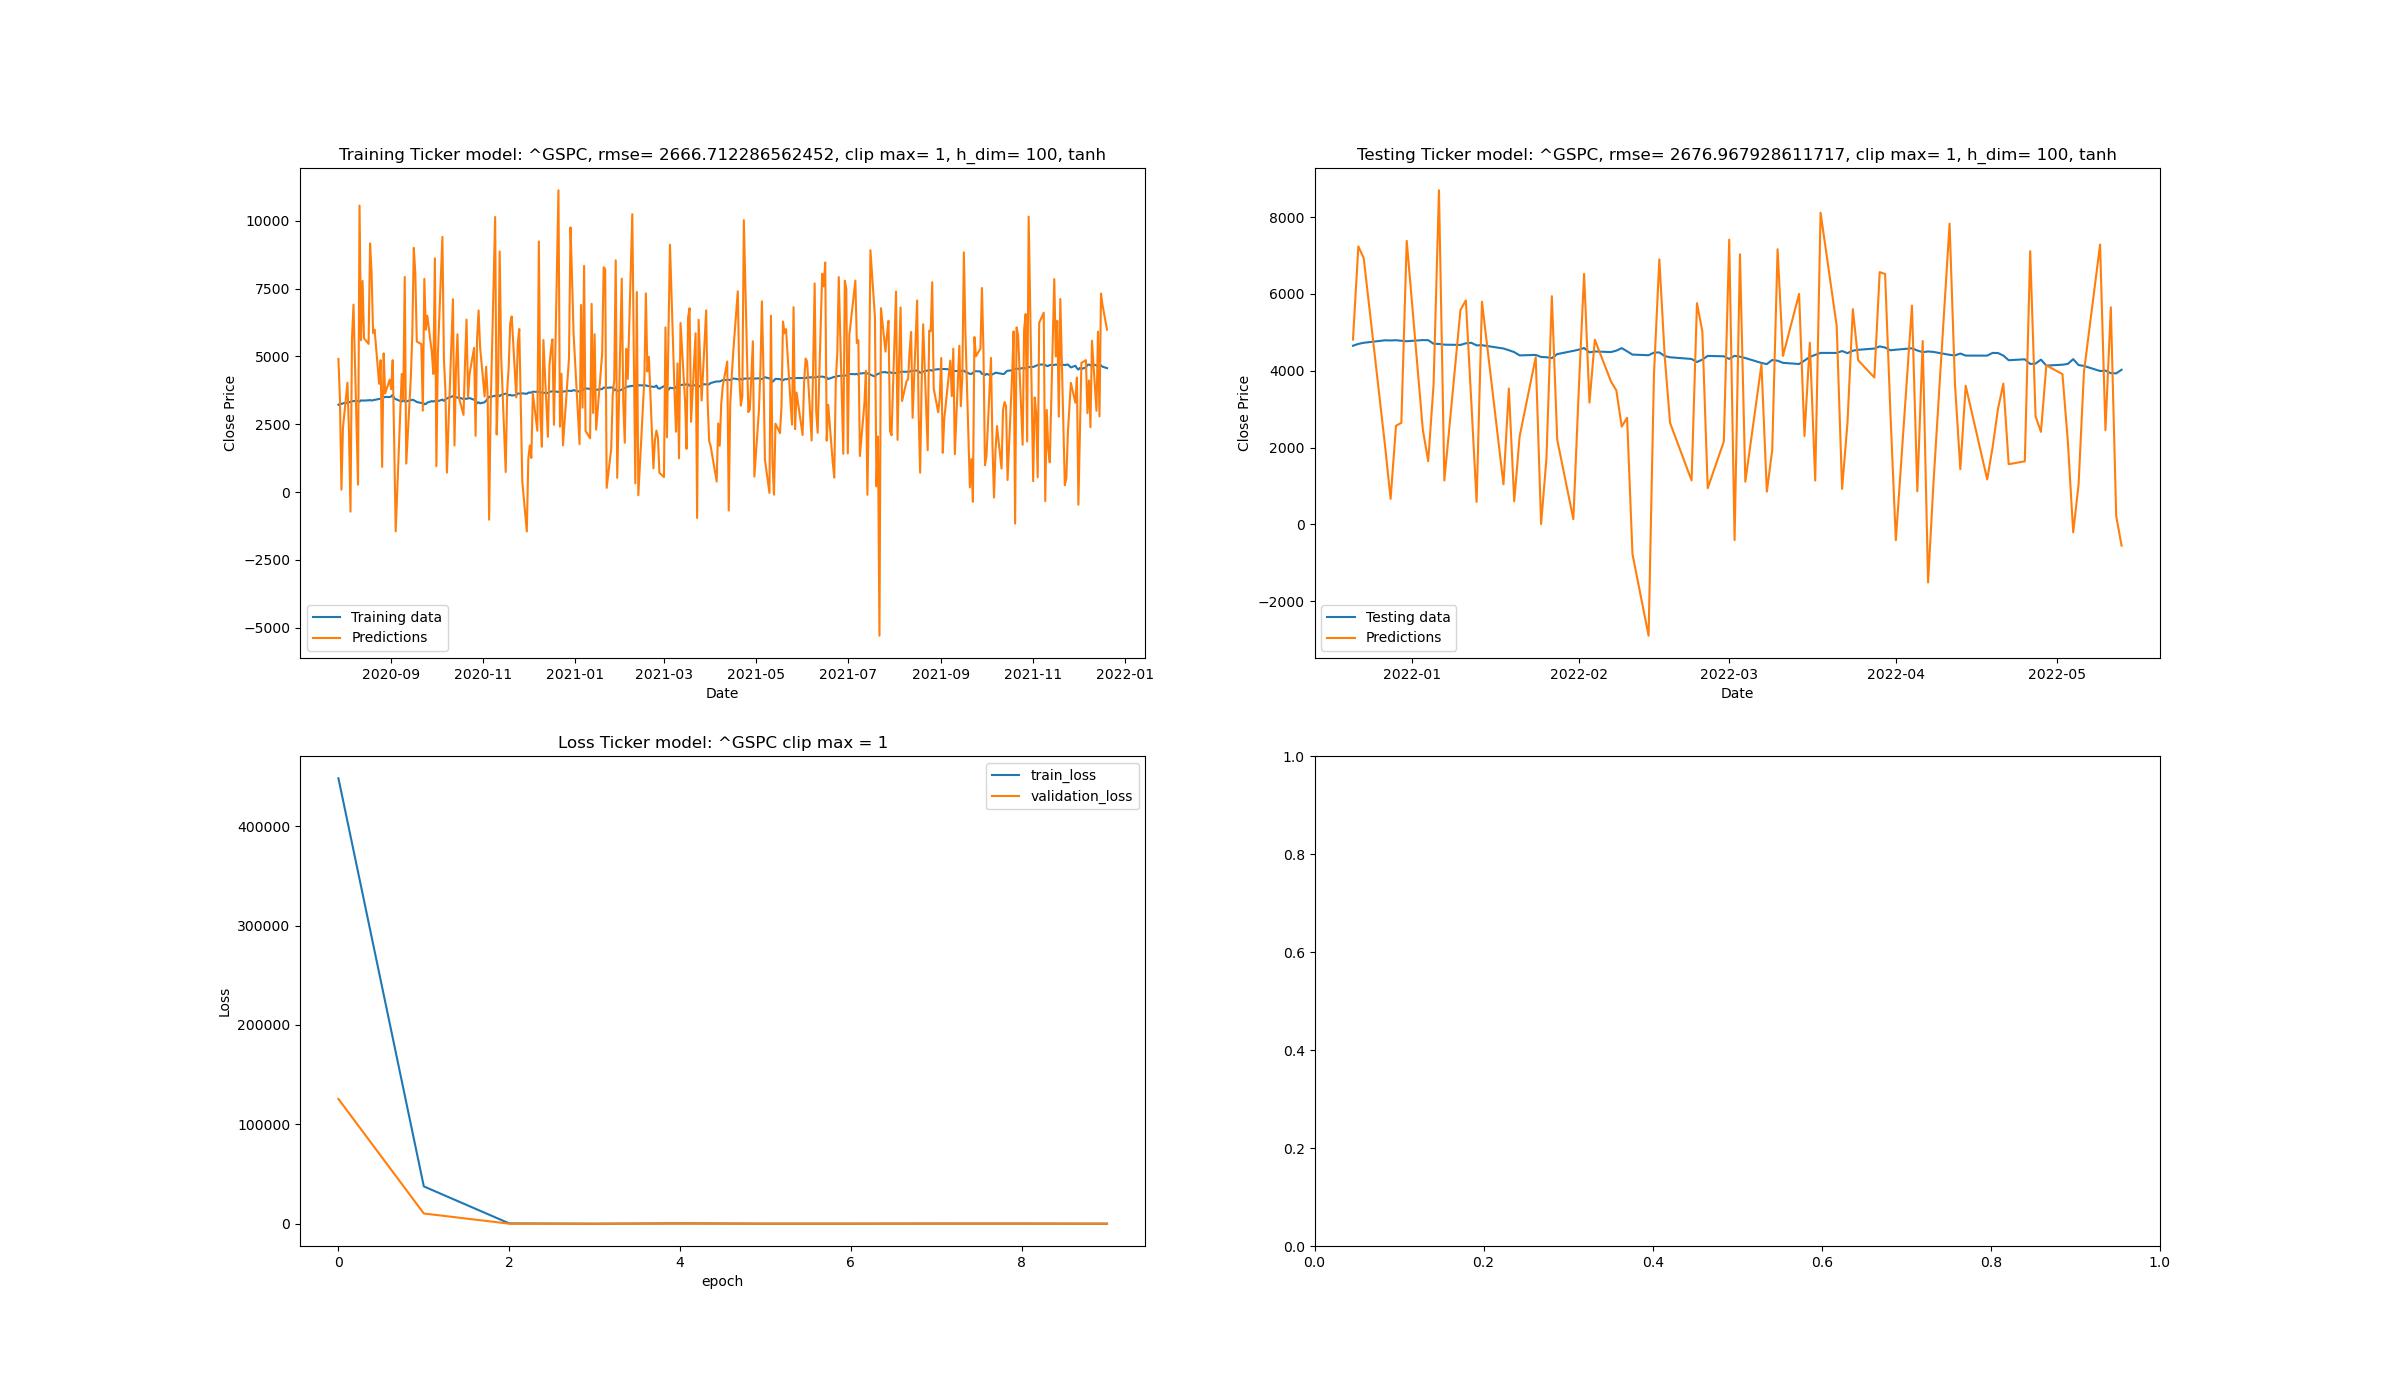 Training Ticker model: ^GSPC, rmse= 2666.712286562452, clip max= 1, h_dim= 100, tanh
10000
7500
5000
2500
0
−2500
−5000
Close Price
Training data
Predictions
2020-09 2020-11 2021-01 2021-03 2021-05 2021-07 2021-09 2021-11 2022-01
Date
Testing Ticker model: ^GSPC, rmse= 2676.967928611717, clip max= 1, h_dim= 100, tanh
8000
6000
4000
2000
0
−2000
Close Price
Testing data
Predictions
2022-01 2022-02 2022-03 2022-04 2022-05
Date
Loss Ticker model: ^GSPC clip max = 1
train_loss
validation_loss
400000
300000
200000
100000
0
Loss
0 2 4 6 8
epoch
1.0
0.8
0.6
0.4
0.2
0.0
0.0 0.2 0.4 0.6 0.8 1.0